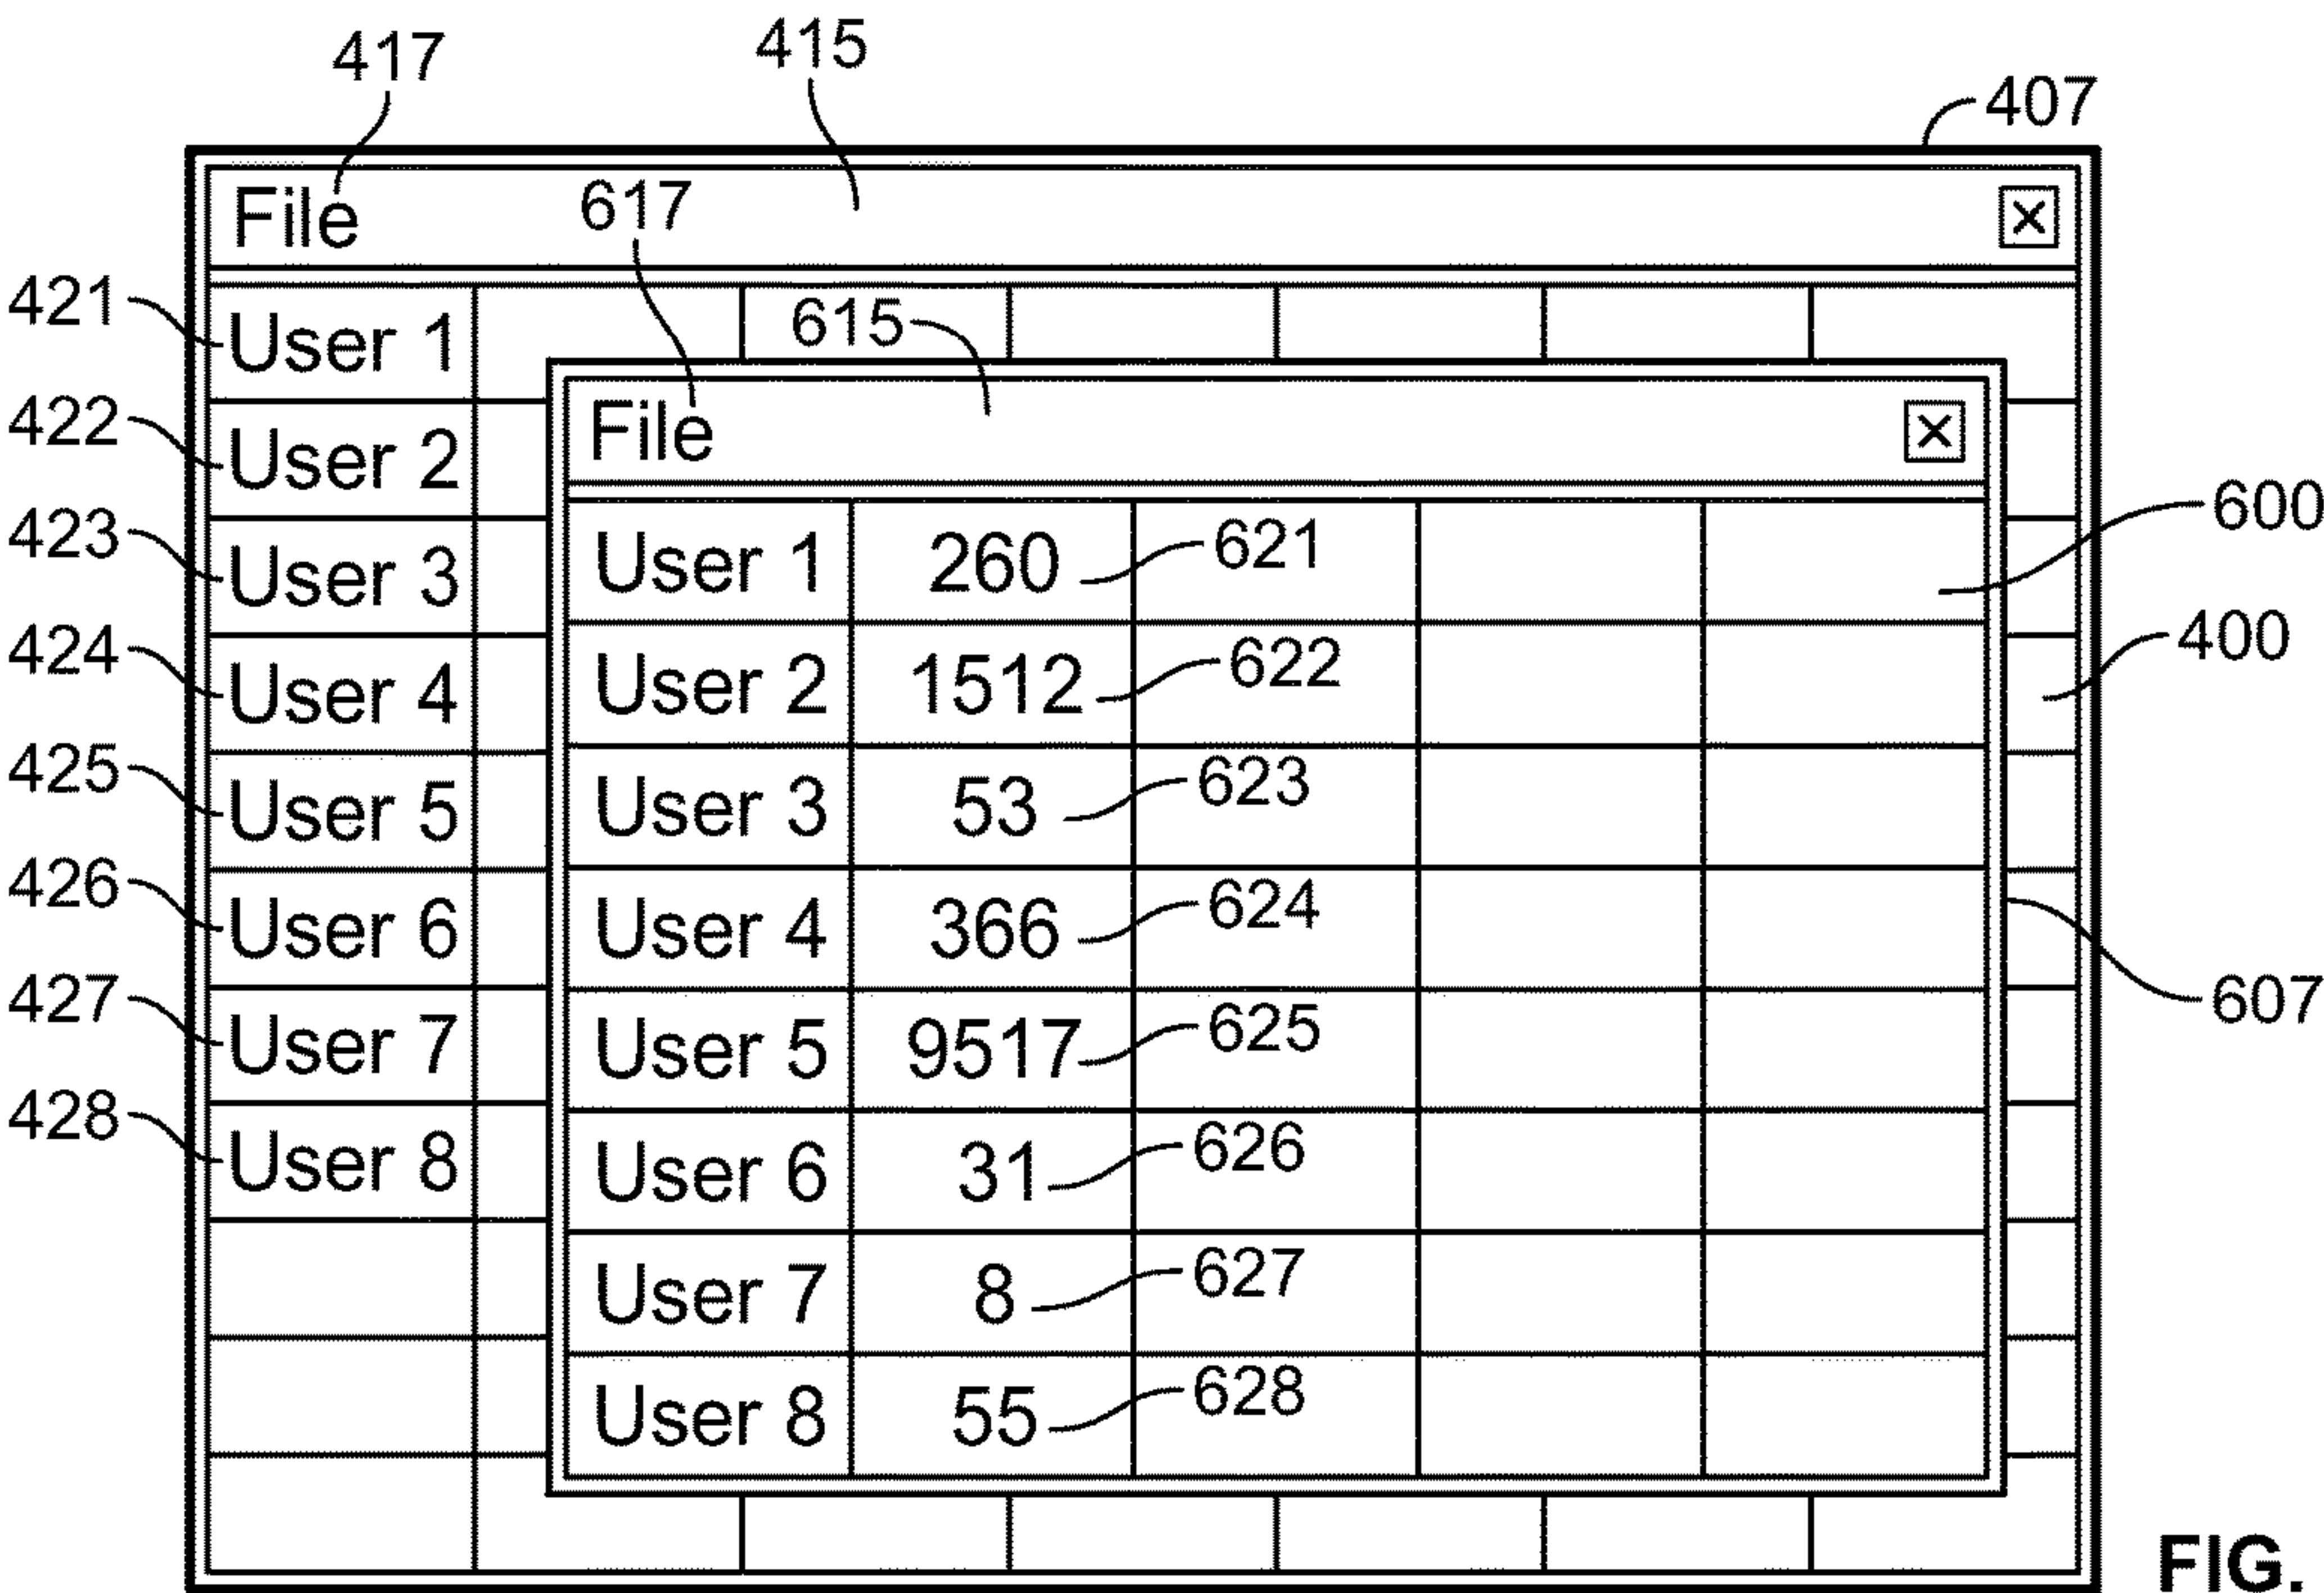 417 415
407
File 617
421 User 1 615
422 User 2 File
423 User 3 User 1 260 621 600
424 User 4 User 2 1512 622 400
425 User 5 User 3 53 623
426 User 6 User 4 366 624
427 User 7 User 5 9517 625 607
428 User 8 User 6 31 626
User 7 8 627
User 8 55 628
FIG.